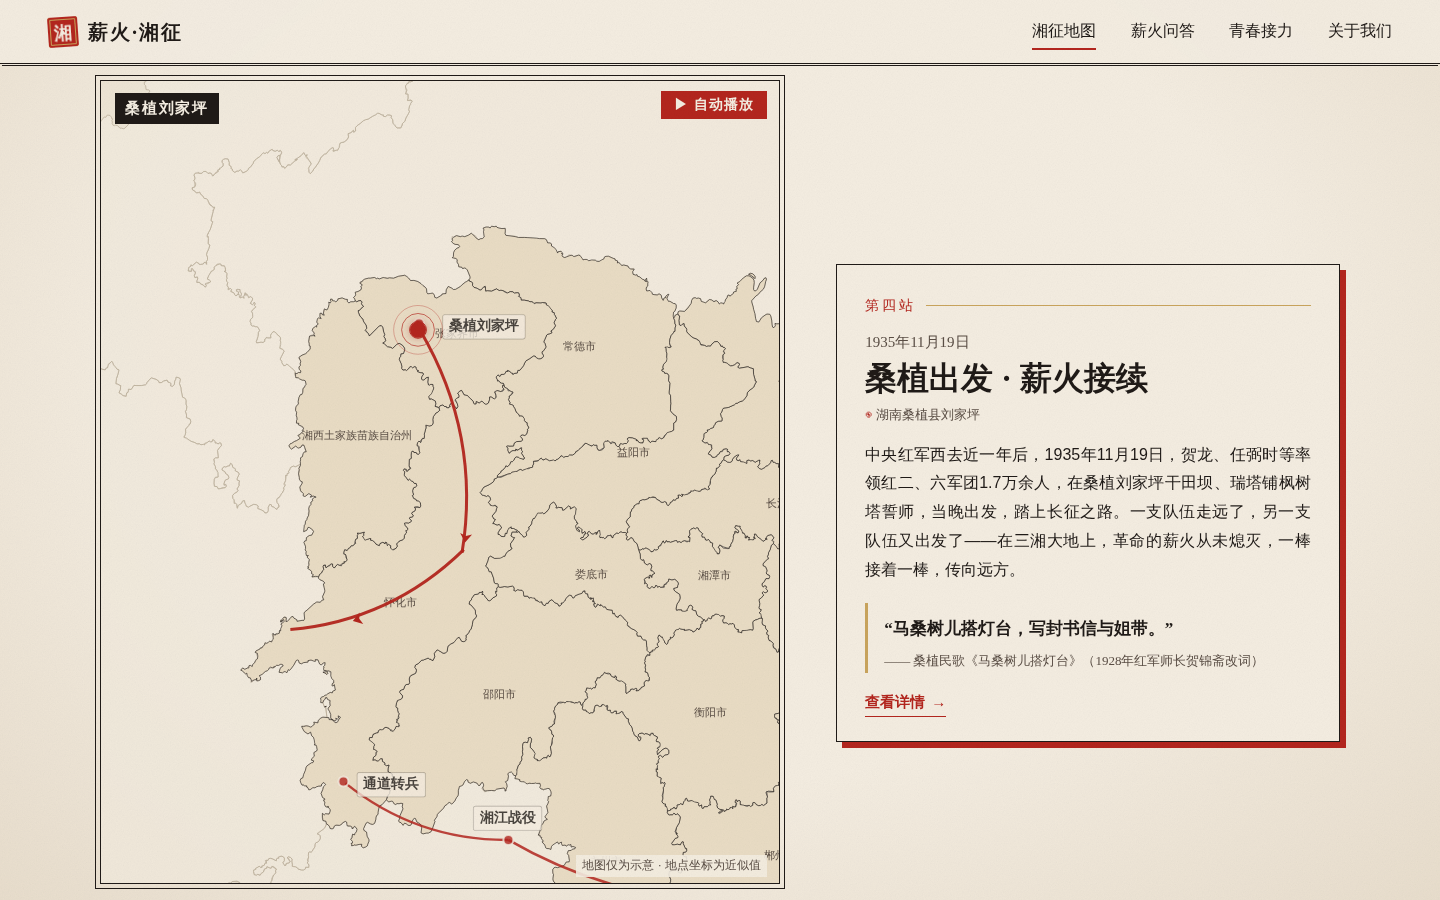 湘
薪火·湘征
湘征地图
薪火问答
青春接力
关于我们
桑植刘家坪
▶ 自动播放
桑植刘家坪
常德市
湘西土家族苗族自治州
益阳市
娄底市
湘潭市
怀化市
邵阳市
衡阳市
通道转兵
湘江战役
地图仅为示意 · 地点坐标为近似值
第四站
1935年11月19日
桑植出发 · 薪火接续
湖南桑植县刘家坪
中央红军西去近一年后，1935年11月19日，贺龙、任弼时等率
领红二、六军团1.7万余人，在桑植刘家坪干田坝、瑞塔铺枫树
塔誓师，当晚出发，踏上长征之路。一支队伍走远了，另一支
队伍又出发了——在三湘大地上，革命的薪火从未熄灭，一棒
接着一棒，传向远方。
“马桑树儿搭灯台，写封书信与姐带。”
—— 桑植民歌《马桑树儿搭灯台》（1928年红军师长贺锦斋改词）
查看详情 →